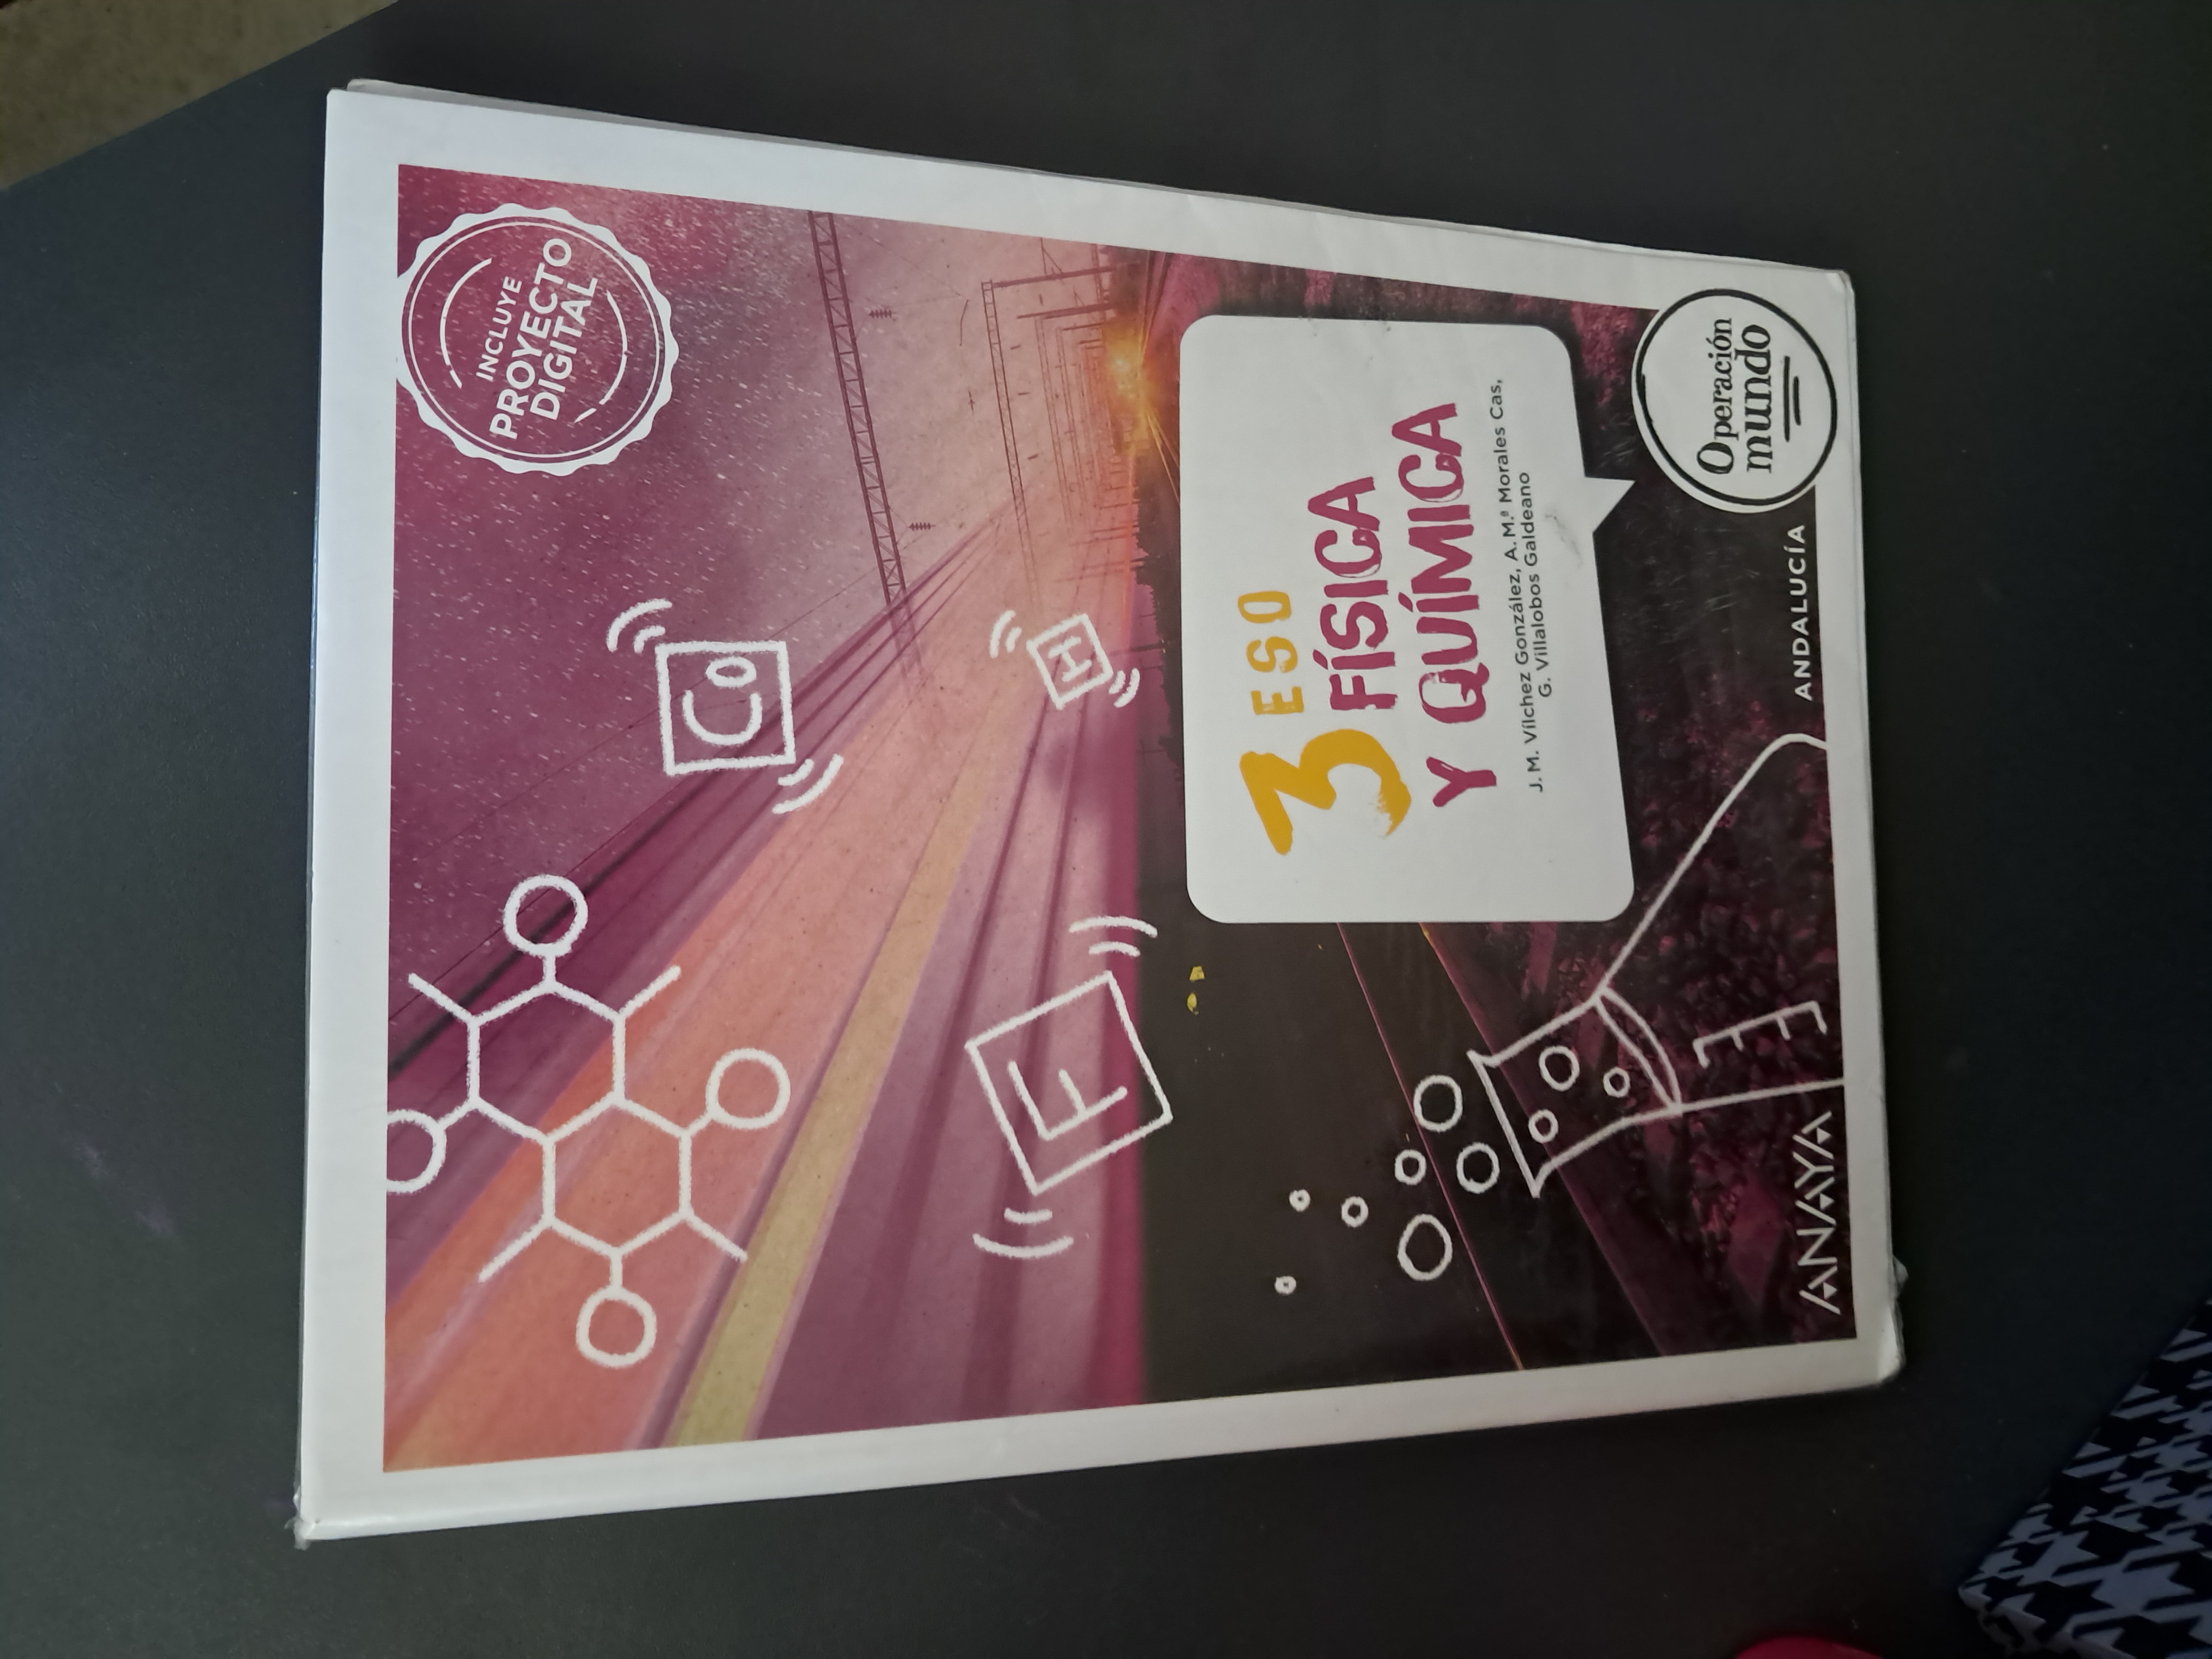 INCLUYE
PROYECTO
DIGITAL
Co
H
F
3 ESO
FÍSICA
Y QUÍMICA
J. M. Vílchez González, A. M.ª Morales Cas,
G. Villalobos Galdeano
Operación
mundo
ANDALUCÍA
ANAYA